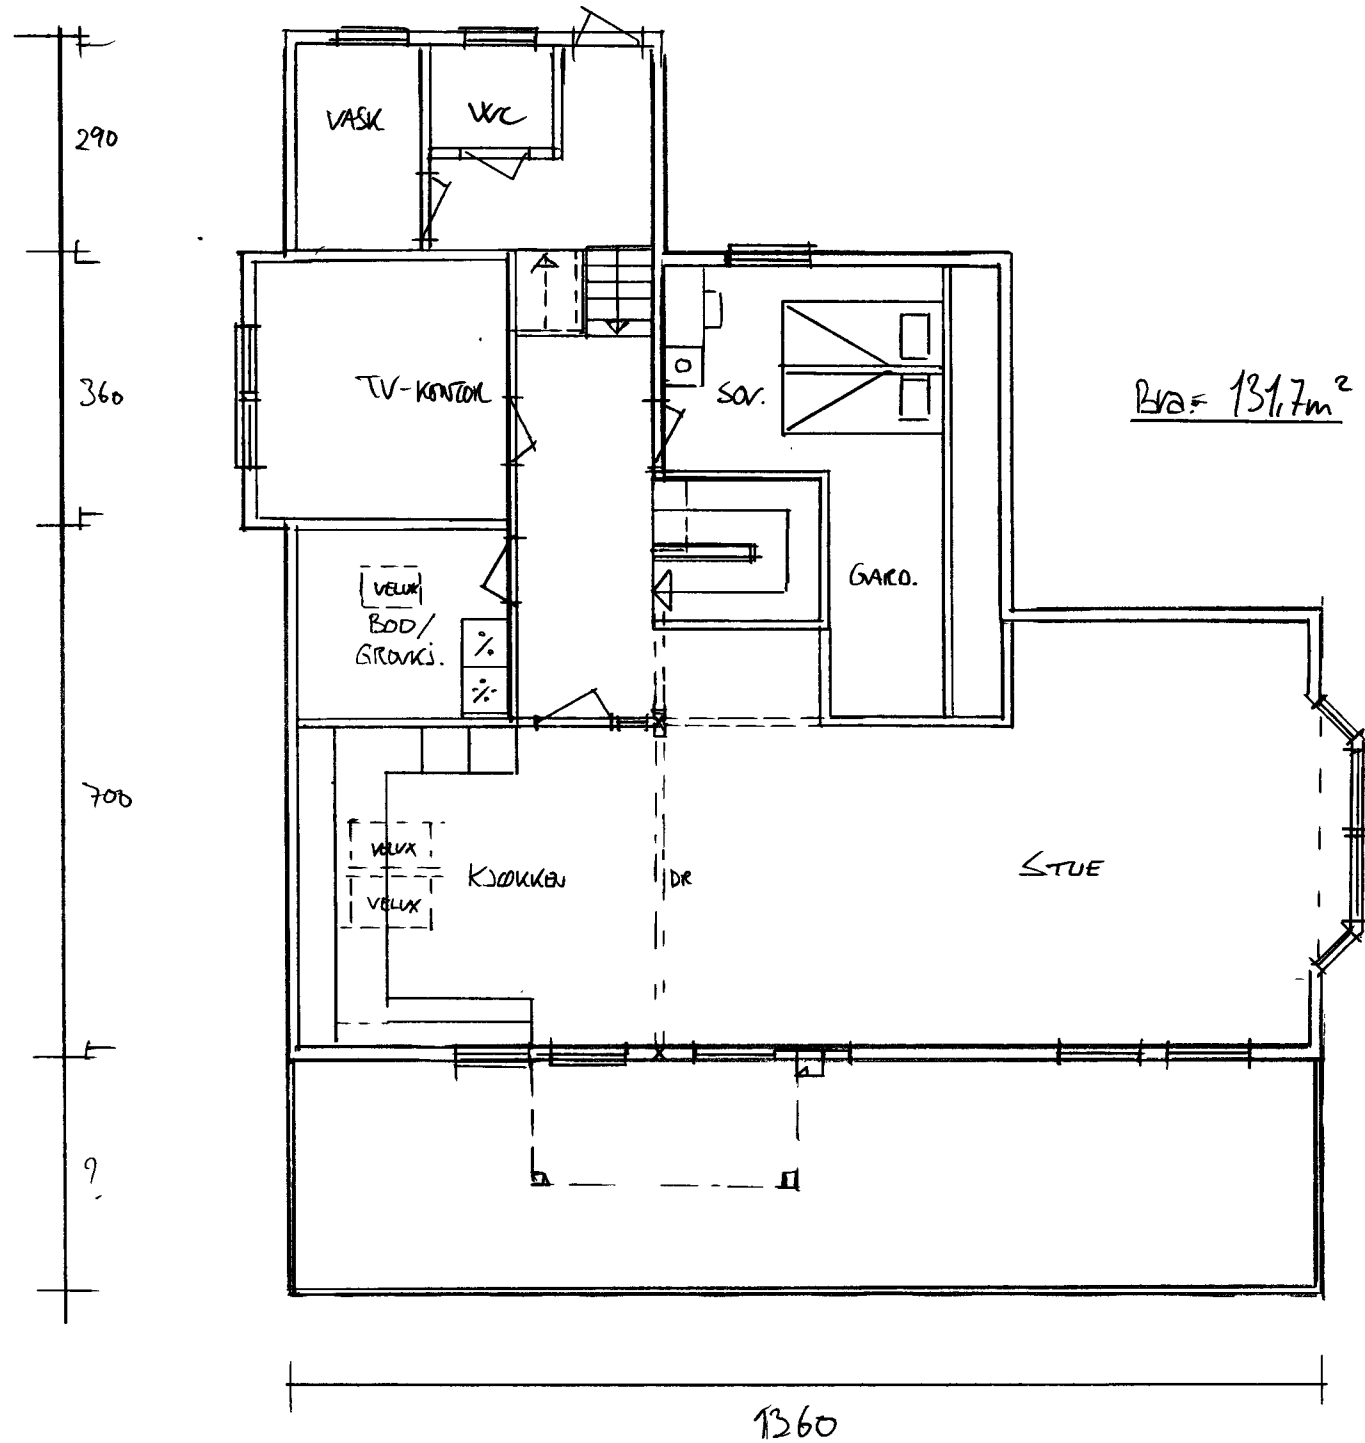 290
VASK
WC
360
TV-KONTOR
SOV.
Bra= 131,7m²
VELUX
BOD/
GROVKJ.
GARD.
700
VELUX
VELUX
KJØKKEN
DR
STUE
?
1360